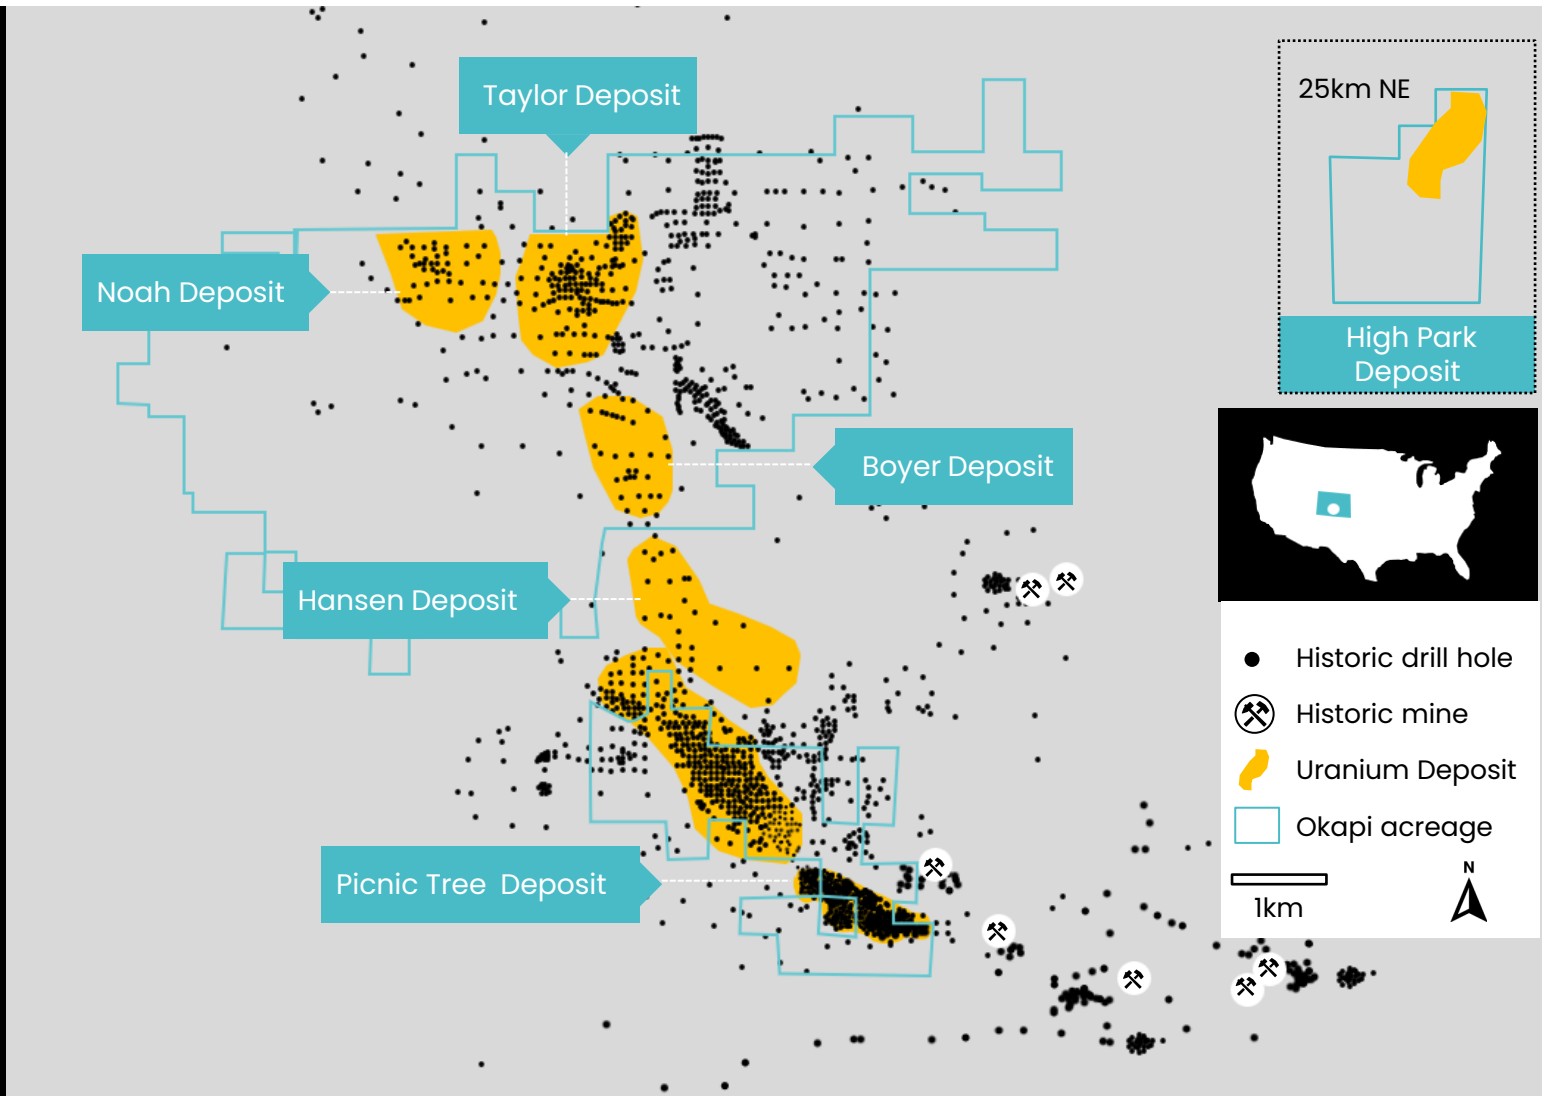 Taylor Deposit
25km NE
Noah Deposit
High Park
Deposit
Boyer Deposit
Hansen Deposit
Historic drill hole
Historic mine
Uranium Deposit
Okapi acreage
Picnic Tree  Deposit
N
1km